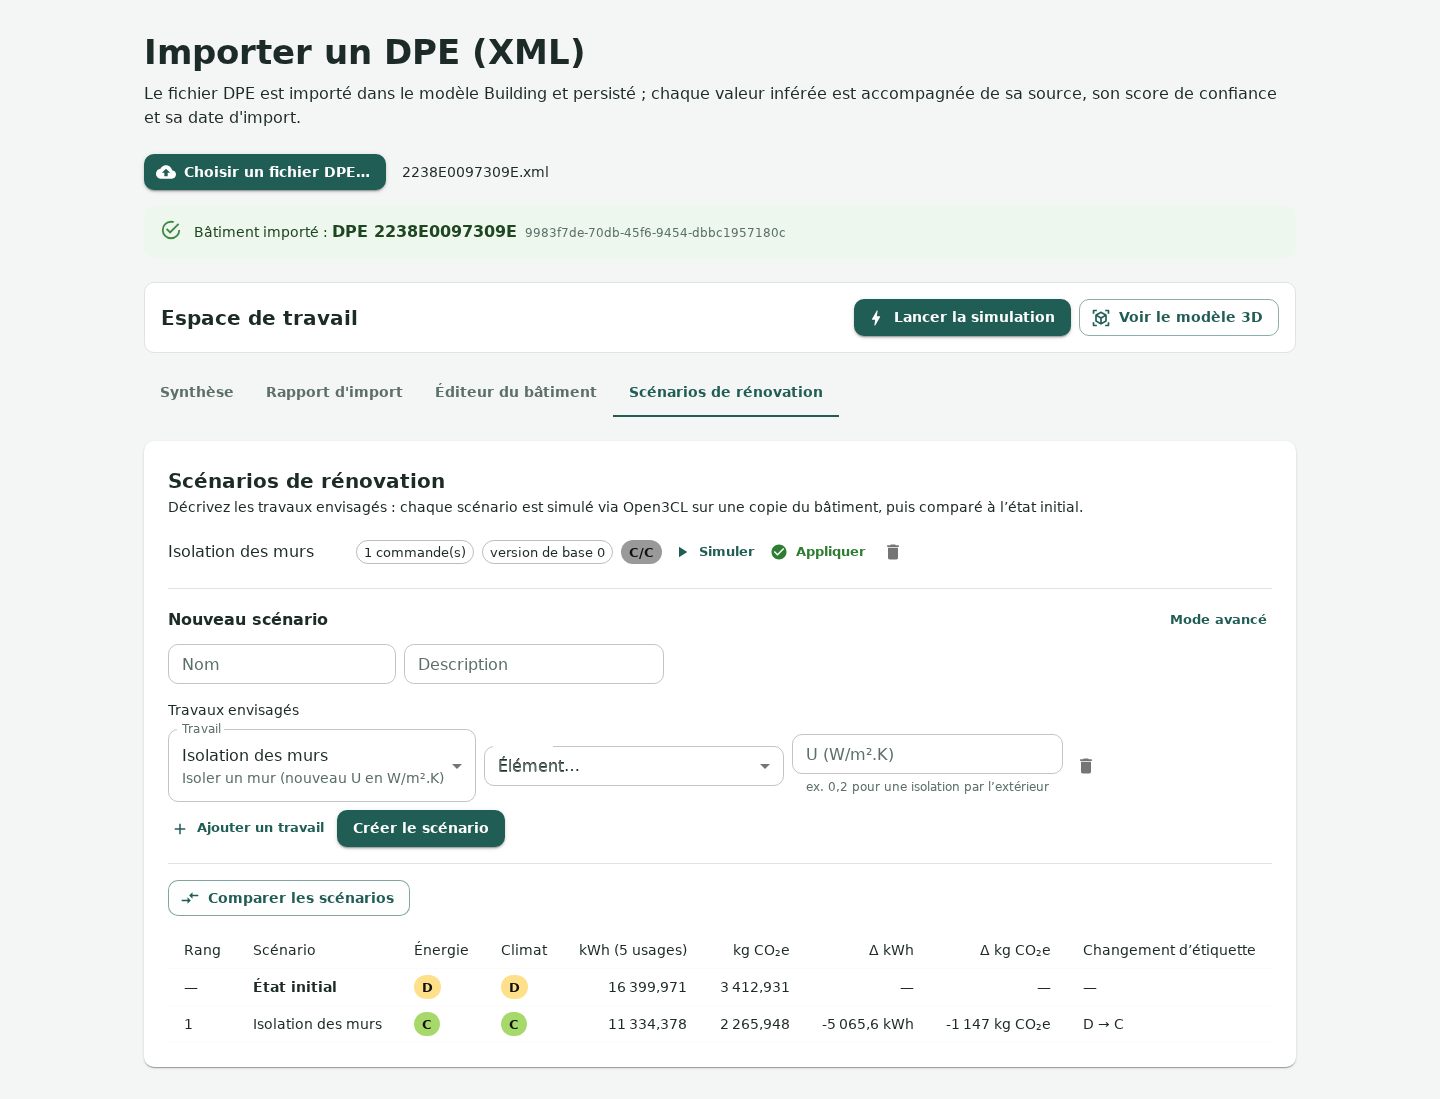 Importer un DPE (XML)
Le fichier DPE est importé dans le modèle Building et persisté ; chaque valeur inférée est accompagnée de sa source, son score de confiance
et sa date d'import.
Choisir un fichier DPE… 2238E0097309E.xml
Bâtiment importé : DPE 2238E0097309E 9983f7de-70db-45f6-9454-dbbc1957180c
Espace de travail Lancer la simulation Voir le modèle 3D
Synthèse Rapport d'import Éditeur du bâtiment Scénarios de rénovation
Scénarios de rénovation
Décrivez les travaux envisagés : chaque scénario est simulé via Open3CL sur une copie du bâtiment, puis comparé à l’état initial.
Isolation des murs 1 commande(s) version de base 0 C/C Simuler Appliquer
Nouveau scénario Mode avancé
Nom Description
Travaux envisagés
Travail
Isolation des murs Élément… U (W/m².K)
Isoler un mur (nouveau U en W/m².K) ex. 0,2 pour une isolation par l’extérieur
Ajouter un travail Créer le scénario
Comparer les scénarios
Rang Scénario Énergie Climat kWh (5 usages) kg CO₂e Δ kWh Δ kg CO₂e Changement d’étiquette
— État initial D D 16 399,971 3 412,931 — — —
1 Isolation des murs C C 11 334,378 2 265,948 -5 065,6 kWh -1 147 kg CO₂e D → C